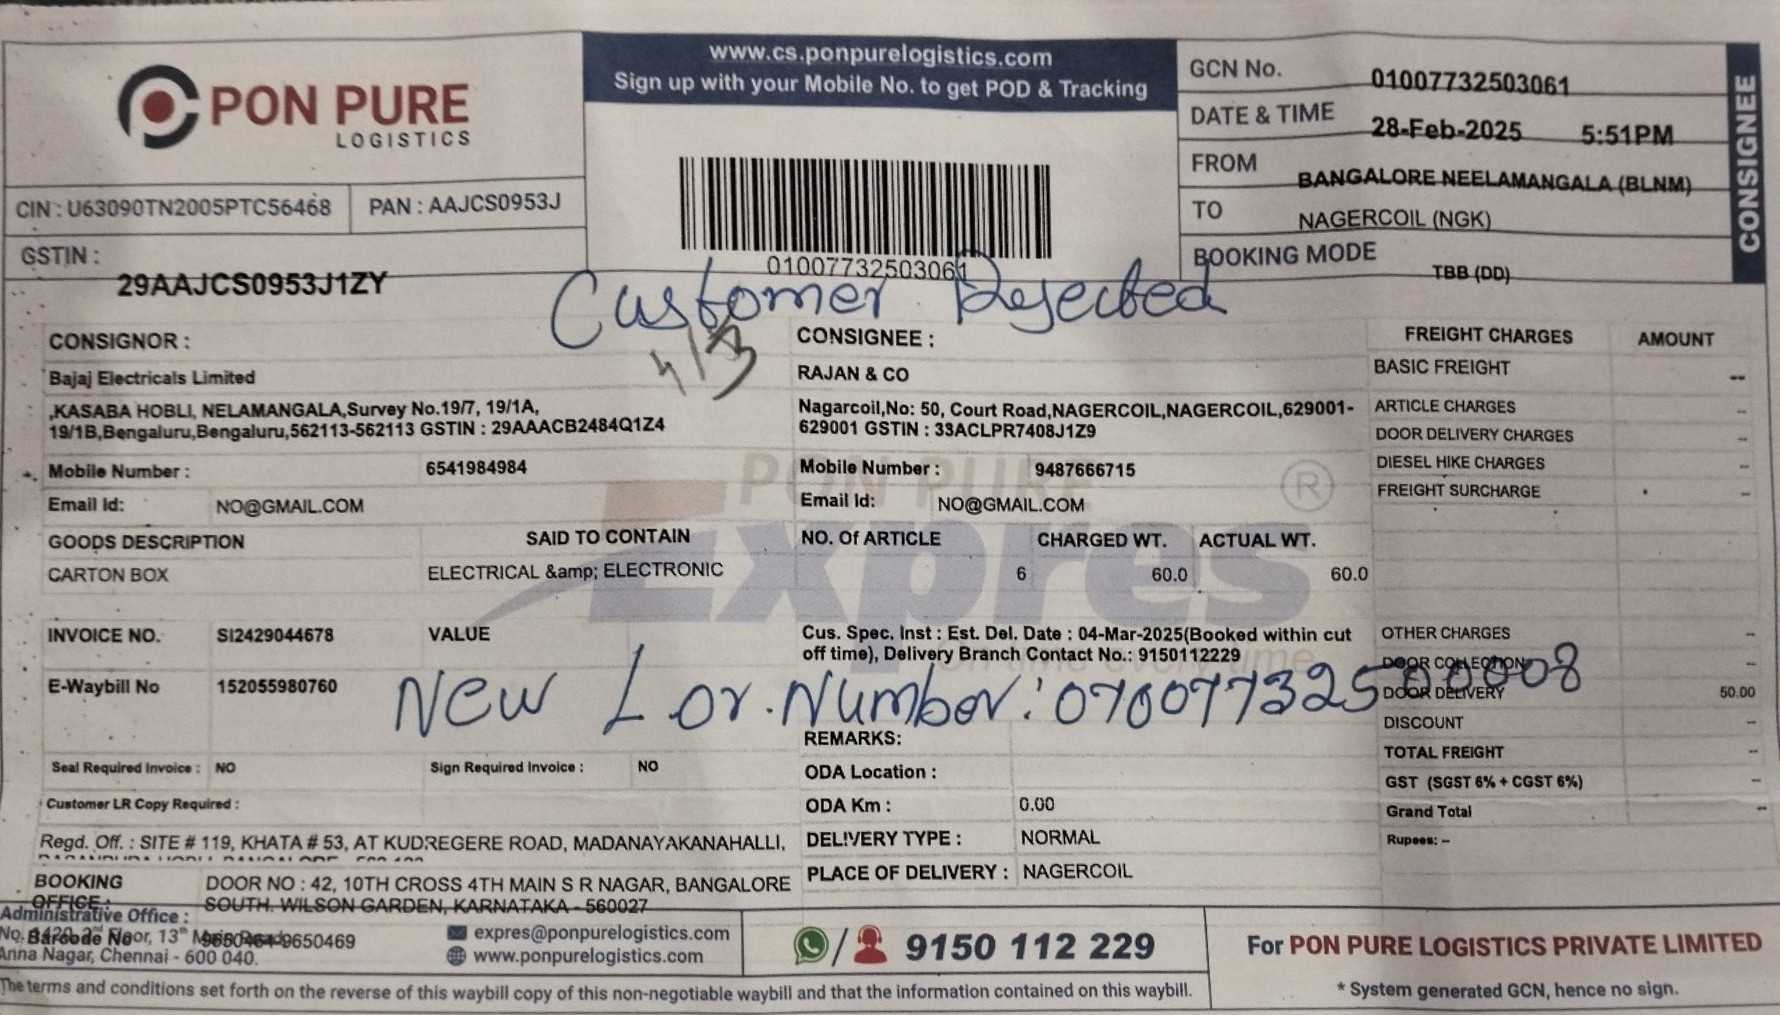 PON PURE
LOGISTICS
www.cs.ponpurelogistics.com
Sign up with your Mobile No. to get POD & Tracking
01007732503061
GCN No. 01007732503061
DATE & TIME 28-Feb-2025 5:51PM
FROM BANGALORE NEELAMANGALA (BLNM)
TO NAGERCOIL (NGK)
BOOKING MODE TBB (DD)
CONSIGNEE
CIN : U63090TN2005PTC56468 PAN : AAJCS0953J
GSTIN :
29AAJCS0953J1ZY
Customer Rejected
4/3
CONSIGNOR :
Bajaj Electricals Limited
,KASABA HOBLI, NELAMANGALA,Survey No.19/7, 19/1A,
19/1B,Bengaluru,Bengaluru,562113-562113 GSTIN : 29AAACB2484Q1Z4
Mobile Number : 6541984984
Email Id: NO@GMAIL.COM
CONSIGNEE :
RAJAN & CO
Nagarcoil,No: 50, Court Road,NAGERCOIL,NAGERCOIL,629001-
629001 GSTIN : 33ACLPR7408J1Z9
Mobile Number : 9487666715
Email Id: NO@GMAIL.COM
PON PURE
Expres
®
GOODS DESCRIPTION SAID TO CONTAIN NO. Of ARTICLE CHARGED WT. ACTUAL WT.
CARTON BOX ELECTRICAL &amp; ELECTRONIC 6 60.0 60.0
INVOICE NO. SI2429044678 VALUE
E-Waybill No 152055980760
Cus. Spec. Inst : Est. Del. Date : 04-Mar-2025(Booked within cut
off time), Delivery Branch Contact No.: 9150112229
New Lor. Number: 07007732500008
REMARKS:
Seal Required Invoice : NO Sign Required Invoice : NO
ODA Location :
Customer LR Copy Required :
ODA Km : 0.00
DELIVERY TYPE : NORMAL
PLACE OF DELIVERY : NAGERCOIL
FREIGHT CHARGES AMOUNT
BASIC FREIGHT --
ARTICLE CHARGES --
DOOR DELIVERY CHARGES --
DIESEL HIKE CHARGES --
FREIGHT SURCHARGE --
OTHER CHARGES --
DOOR COLLECTION --
DOOR DELIVERY 50.00
DISCOUNT --
TOTAL FREIGHT --
GST (SGST 6% + CGST 6%) --
Grand Total --
Rupees: --
Regd. Off. : SITE # 119, KHATA # 53, AT KUDREGERE ROAD, MADANAYAKANAHALLI,
BOOKING OFFICE : DOOR NO : 42, 10TH CROSS 4TH MAIN S R NAGAR, BANGALORE
SOUTH. WILSON GARDEN, KARNATAKA - 560027
Administrative Office :
Floor, 13th
Barcode No 9650464-9650469
Anna Nagar, Chennai - 600 040.
expres@ponpurelogistics.com
www.ponpurelogistics.com
/ 9150 112 229
For PON PURE LOGISTICS PRIVATE LIMITED
* System generated GCN, hence no sign.
The terms and conditions set forth on the reverse of this waybill copy of this non-negotiable waybill and that the information contained on this waybill.